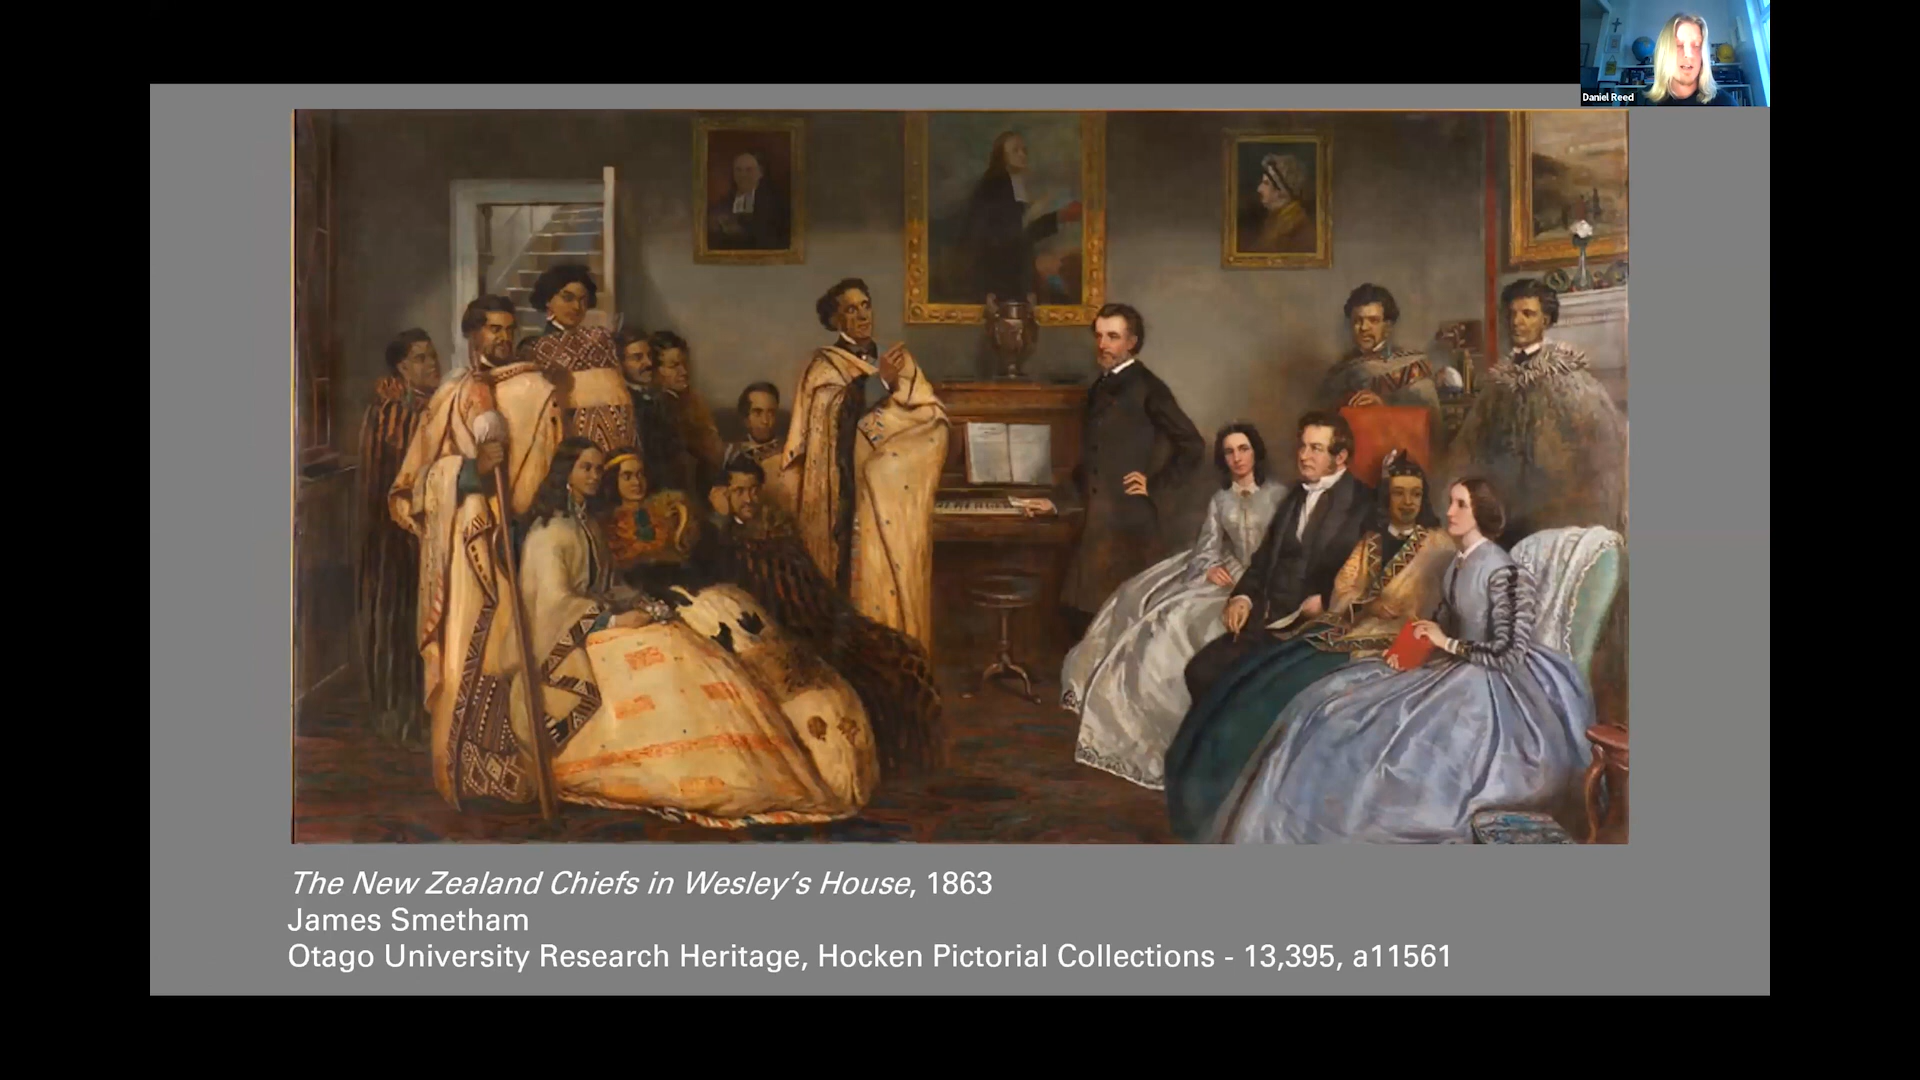 Daniel Reed
The New Zealand Chiefs in Wesley's House, 1863
James Smetham
Otago University Research Heritage, Hocken Pictorial Collections - 13,395, a11561